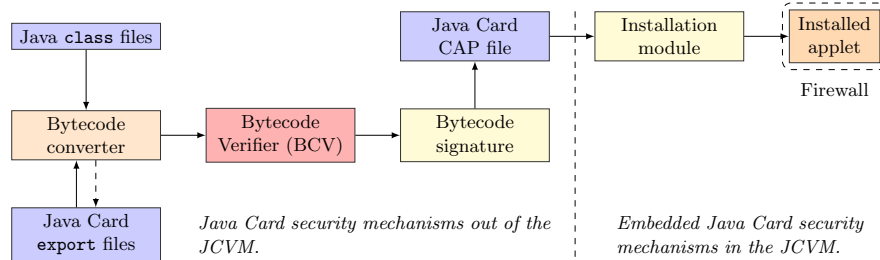 Java class files
Java Card
CAP file
Installation
module
Installed
applet
Firewall
Bytecode
converter
Bytecode
Verifier (BCV)
Bytecode
signature
Java Card
export files
Java Card security mechanisms out of the
JCVM.
Embedded Java Card security
mechanisms in the JCVM.